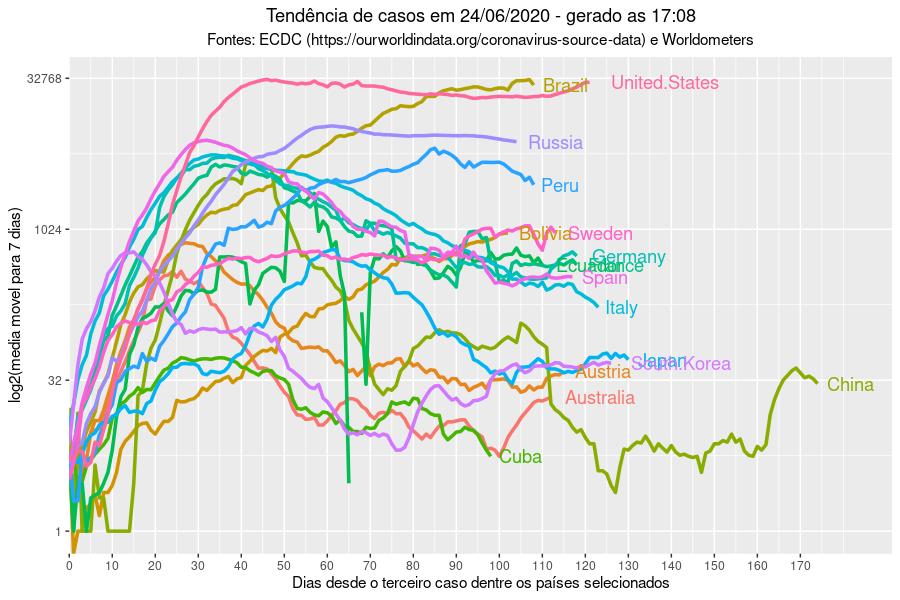 Tendência de casos em 24/06/2020 - gerado as 17:08
Fontes: ECDC (https://ourworldindata.org/coronavirus-source-data) e Worldometers
log2(media movel para 7 dias)
32768
1024
32
1
Brazil
United.States
Russia
Peru
Bolivia
Sweden
Germany
Ecuador
France
Spain
Italy
Japan
South.Korea
Austria
China
Australia
Cuba
0 10 20 30 40 50 60 70 80 90 100 110 120 130 140 150 160 170
Dias desde o terceiro caso dentre os países selecionados